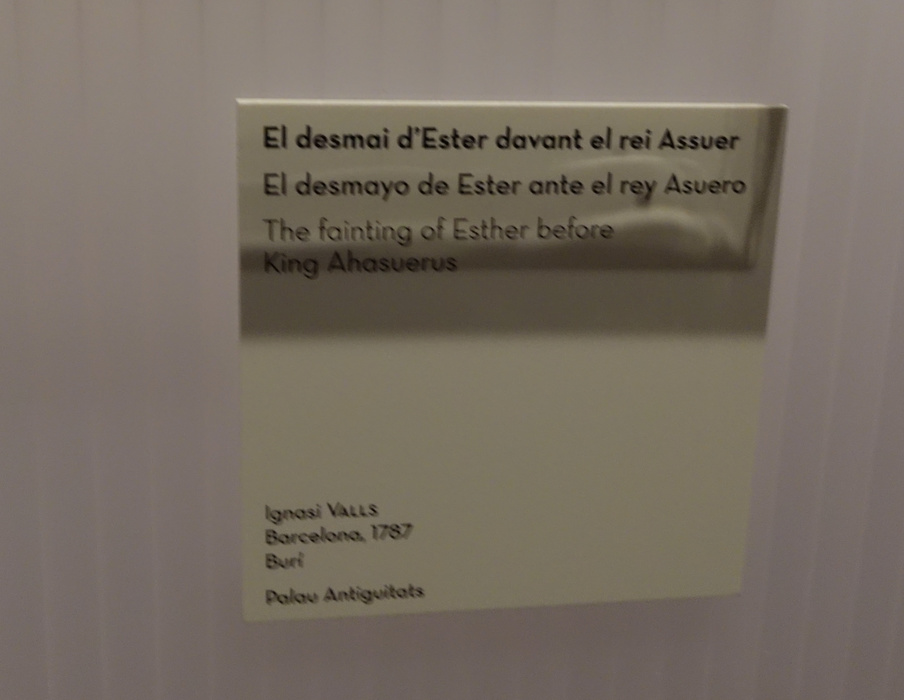 El desmai d'Ester davant el rei Assuer
El desmayo de Ester ante el rey Asuero
The fainting of Esther before
King Ahasuerus
Ignasi VALLS
Barcelona, 1787
Burí
Palau Antiguitats